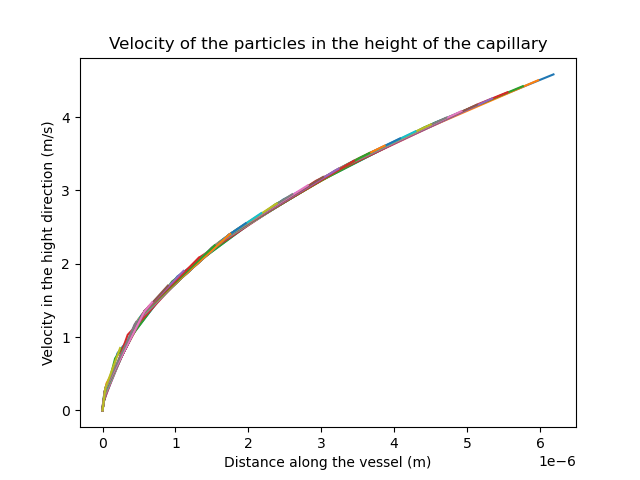 Velocity of the particles in the height of the capillary
Velocity in the hight direction (m/s)
4
3
2
1
0
0 1 2 3 4 5 6
1e−6
Distance along the vessel (m)